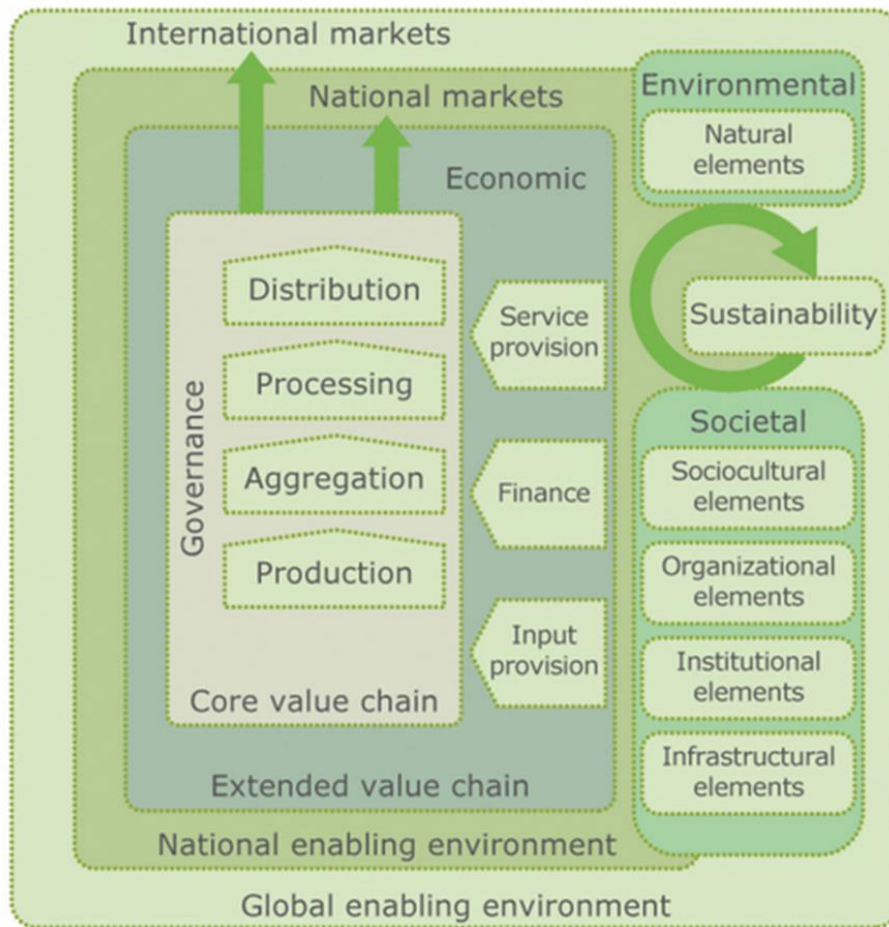 International markets
National markets
Economic
Environmental
Natural
elements
Sustainability
Governance
Distribution
Processing
Aggregation
Production
Core value chain
Service
provision
Finance
Input
provision
Societal
Sociocultural
elements
Organizational
elements
Institutional
elements
Infrastructural
elements
Extended value chain
National enabling environment
Global enabling environment